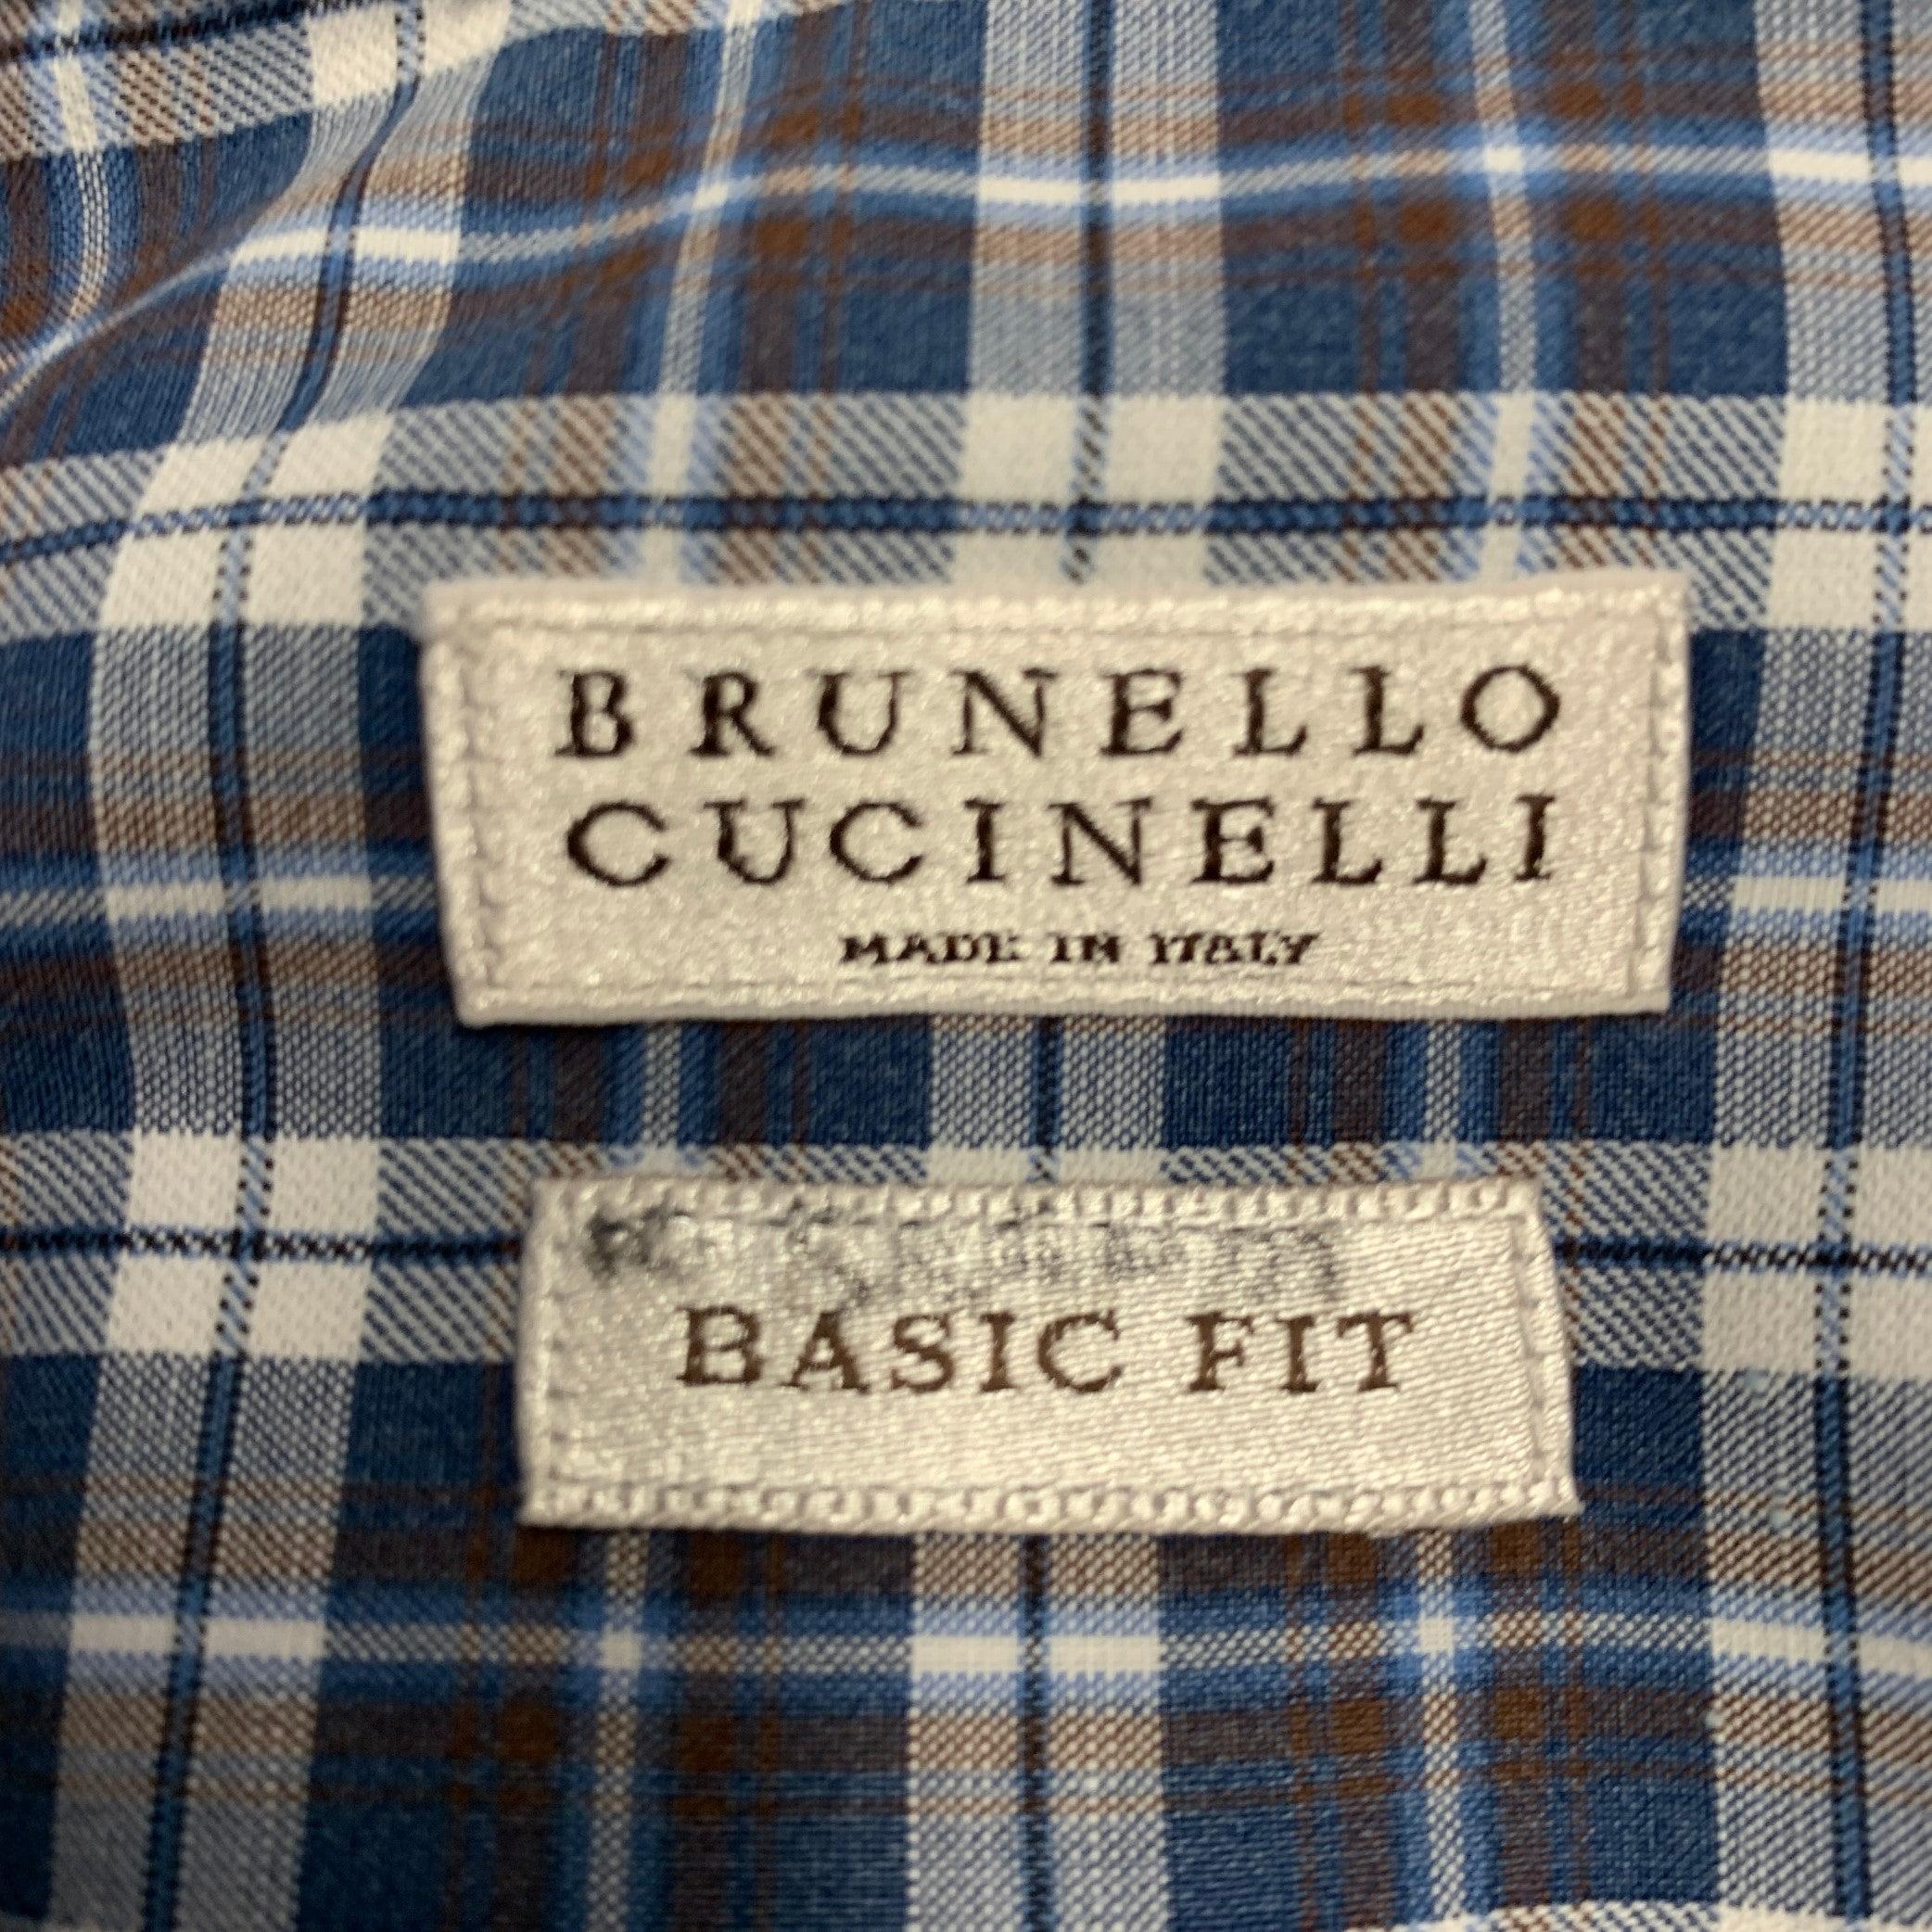 BRUNELLO
CUCINELLI
MADE IN ITALY
BASIC FIT